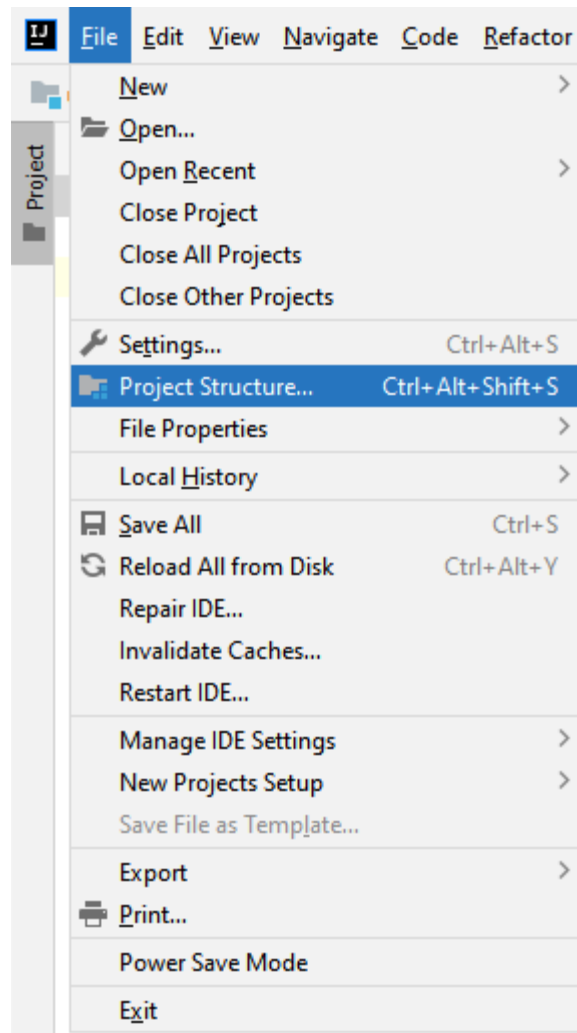 IJ File Edit View Navigate Code Refactor
New
Project
Open...
Open Recent
Close Project
Close All Projects
Close Other Projects
Settings... Ctrl+Alt+S
Project Structure... Ctrl+Alt+Shift+S
File Properties
Local History
Save All Ctrl+S
Reload All from Disk Ctrl+Alt+Y
Repair IDE...
Invalidate Caches...
Restart IDE...
Manage IDE Settings
New Projects Setup
Save File as Template...
Export
Print...
Power Save Mode
Exit